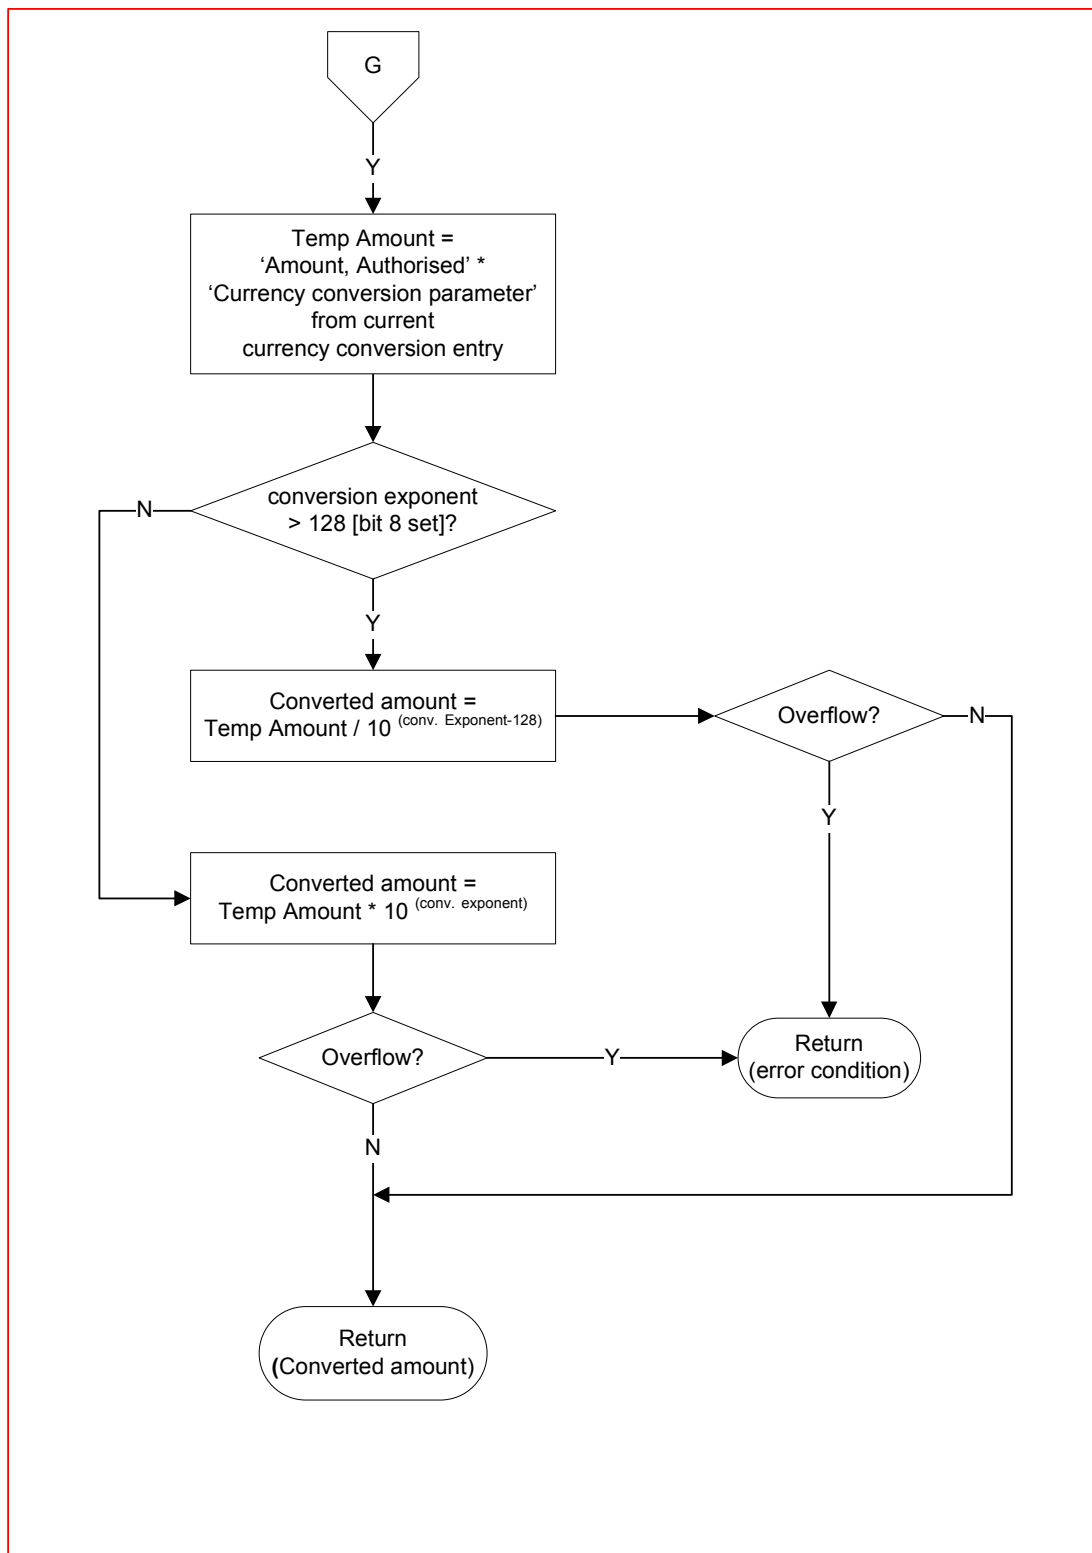 G
Y
Temp Amount =
‘Amount, Authorised’ *
‘Currency conversion parameter’
from current
currency conversion entry
conversion exponent
> 128 [bit 8 set]?
N
Y
Converted amount =
Temp Amount / 10 (conv. Exponent-128)
Overflow?
N
Y
Converted amount =
Temp Amount * 10 (conv. exponent)
Overflow?
Y
Return
(error condition)
N
Return
(Converted amount)